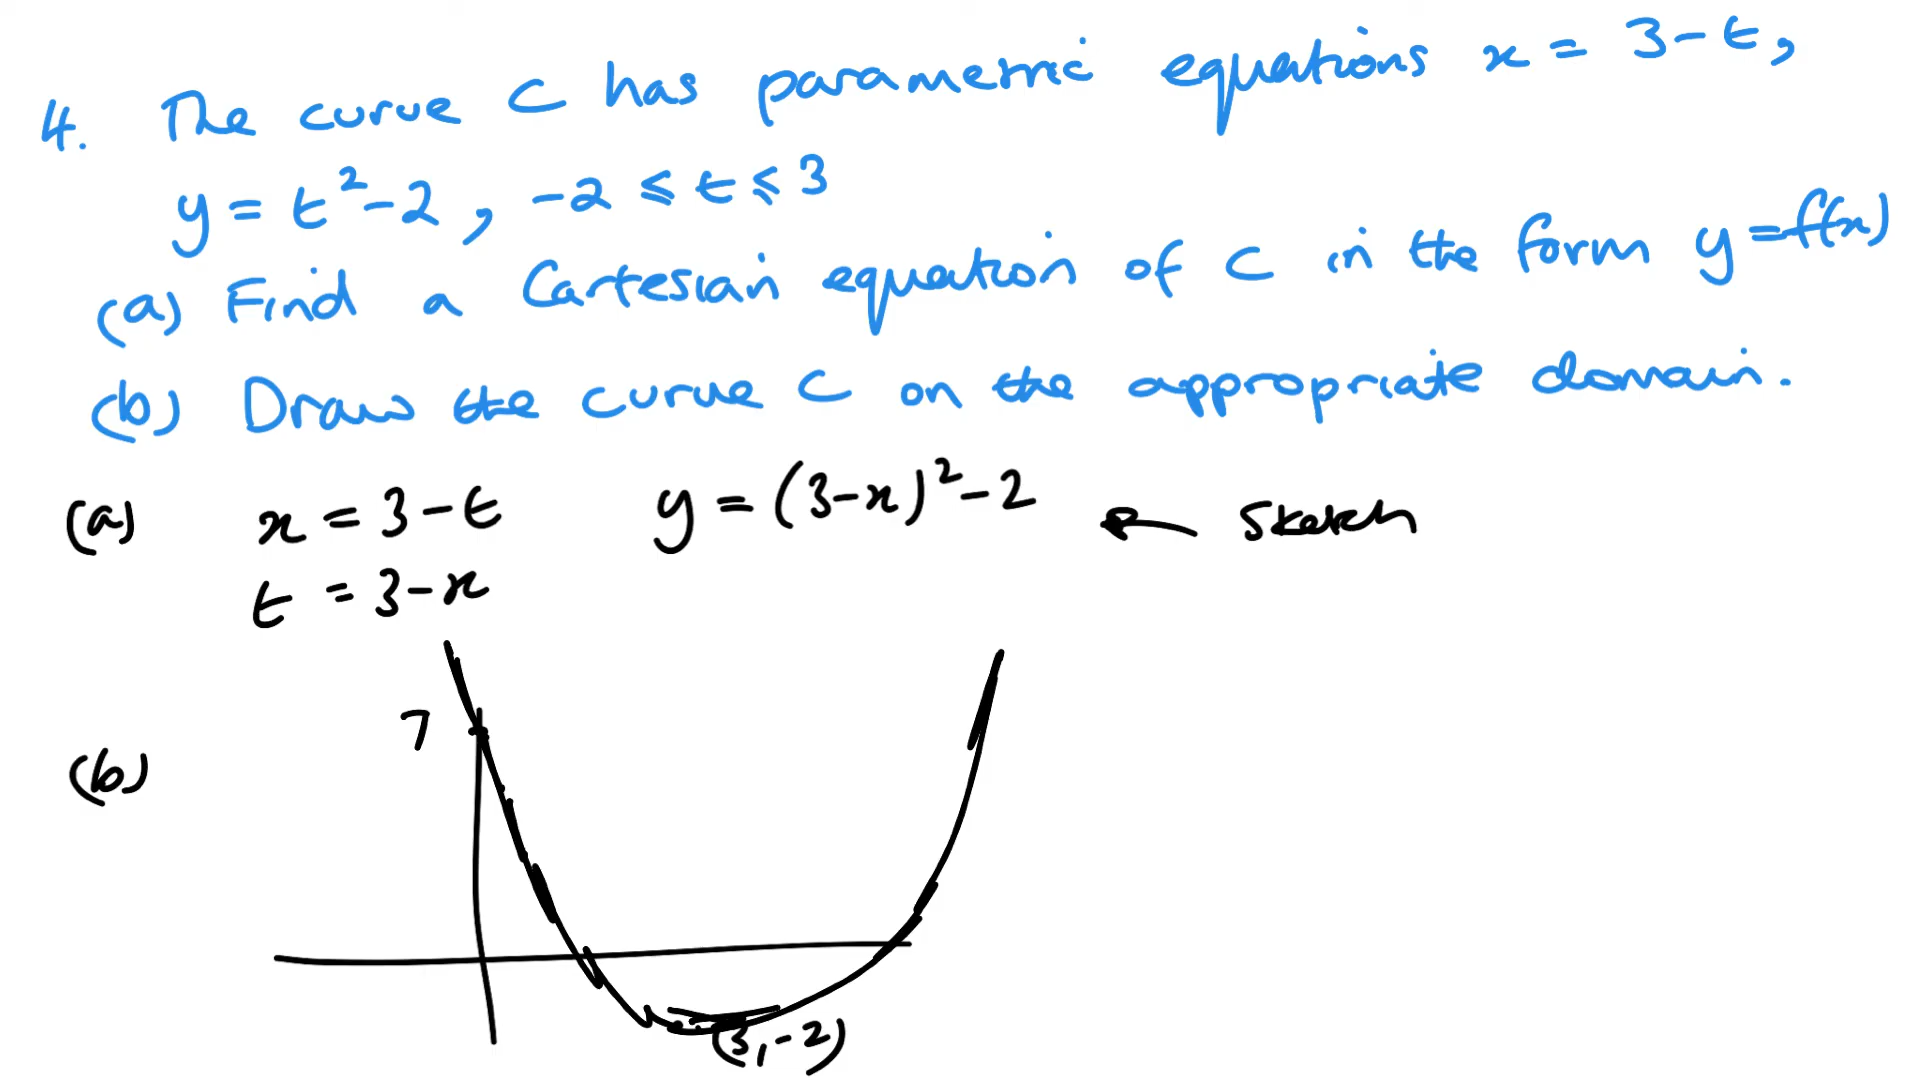 4. The curve C has parametric equations x = 3-t,
y = t²-2, -2 ≤ t ≤ 3
(a) Find a Cartesian equation of C in the form y = f(x)
(b) Draw the curve C on the appropriate domain.
(a) x = 3-t y = (3-x)²-2 ← Sketch
t = 3-x
7
(b)
(3,-2)